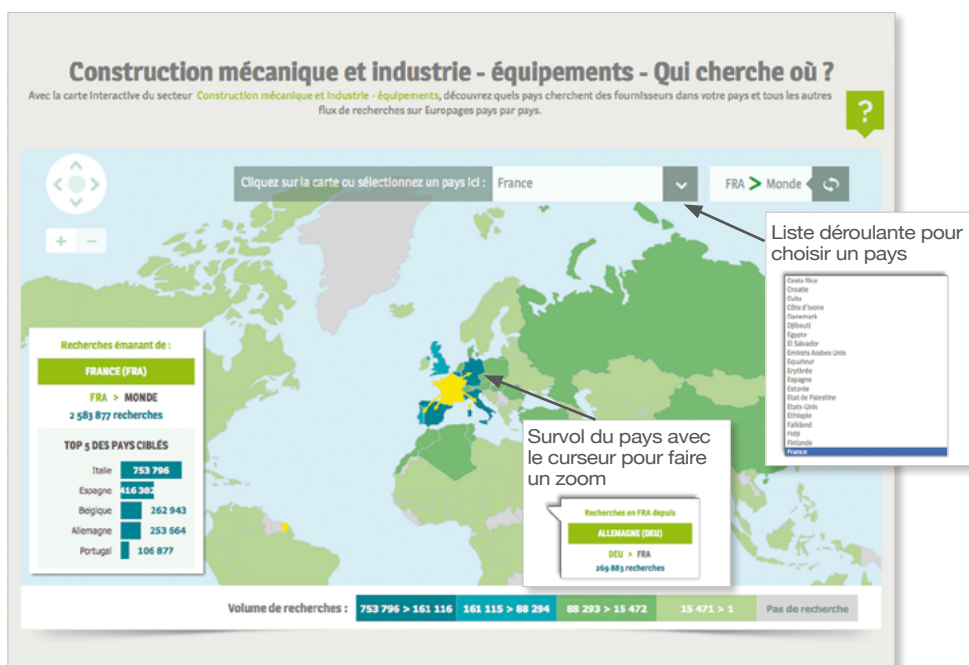 Construction mécanique et industrie - équipements - Qui cherche où ?
Avec la carte interactive du secteur Construction mécanique et industrie - équipements, découvrez quels pays cherchent des fournisseurs dans votre pays et tous les autres
flux de recherches sur Europages pays par pays.
?
Cliquez sur la carte ou sélectionnez un pays ici : France
FRA > Monde
+ −
Liste déroulante pour
choisir un pays
Costa Rica
Croatie
Cuba
Côte d'Ivoire
Danemark
Djibouti
Egypte
El Salvador
Emirats Arabes Unis
Equateur
Erythrée
Espagne
Estonie
Etat de Palestine
Etats-Unis
Ethiopie
Falkland
Fidji
Finlande
France
Recherches émanant de :
FRANCE (FRA)
FRA > MONDE
2 583 877 recherches
TOP 5 DES PAYS CIBLÉS
Italie 753 796
Espagne 416 382
Belgique 262 943
Allemagne 253 664
Portugal 106 877
Survol du pays avec
le curseur pour faire
un zoom
Recherches en FRA depuis
ALLEMAGNE (DEU)
DEU > FRA
269 883 recherches
Volume de recherches : 753 796 > 161 116 161 115 > 88 294 88 293 > 15 472 15 471 > 1 Pas de recherche